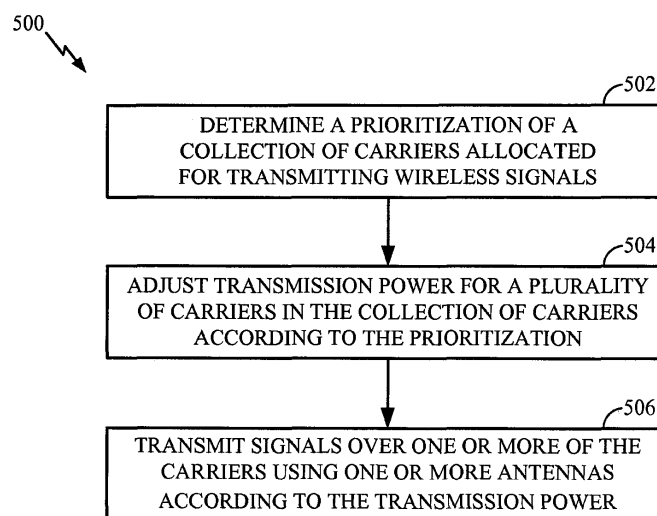 500
502
DETERMINE A PRIORITIZATION OF A
COLLECTION OF CARRIERS ALLOCATED
FOR TRANSMITTING WIRELESS SIGNALS
504
ADJUST TRANSMISSION POWER FOR A PLURALITY
OF CARRIERS IN THE COLLECTION OF CARRIERS
ACCORDING TO THE PRIORITIZATION
506
TRANSMIT SIGNALS OVER ONE OR MORE OF THE
CARRIERS USING ONE OR MORE ANTENNAS
ACCORDING TO THE TRANSMISSION POWER